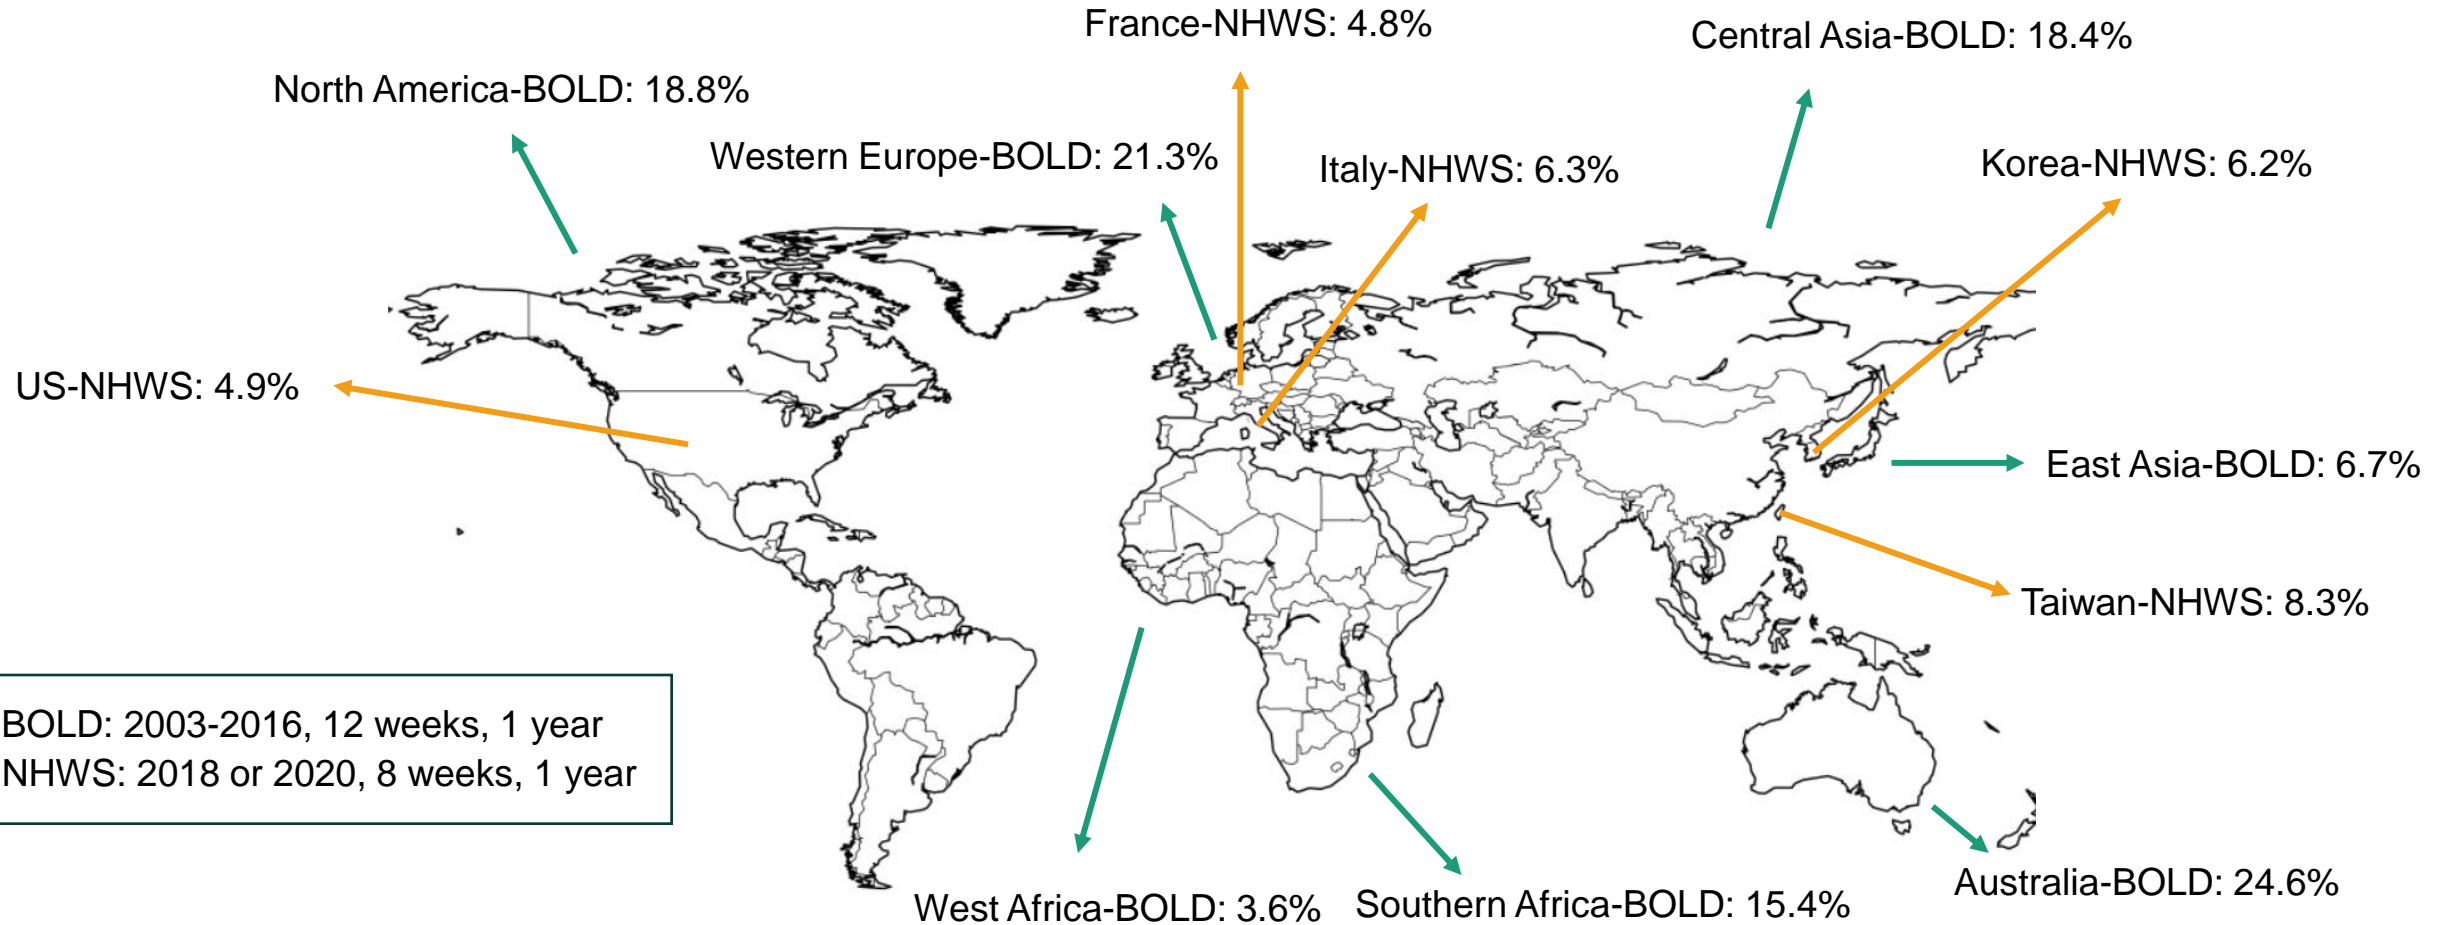 France-NHWS: 4.8%
Central Asia-BOLD: 18.4%
North America-BOLD: 18.8%
Western Europe-BOLD: 21.3%
Italy-NHWS: 6.3%
Korea-NHWS: 6.2%
US-NHWS: 4.9%
East Asia-BOLD: 6.7%
Taiwan-NHWS: 8.3%
BOLD: 2003-2016, 12 weeks, 1 year
NHWS: 2018 or 2020, 8 weeks, 1 year
West Africa-BOLD: 3.6%
Southern Africa-BOLD: 15.4%
Australia-BOLD: 24.6%